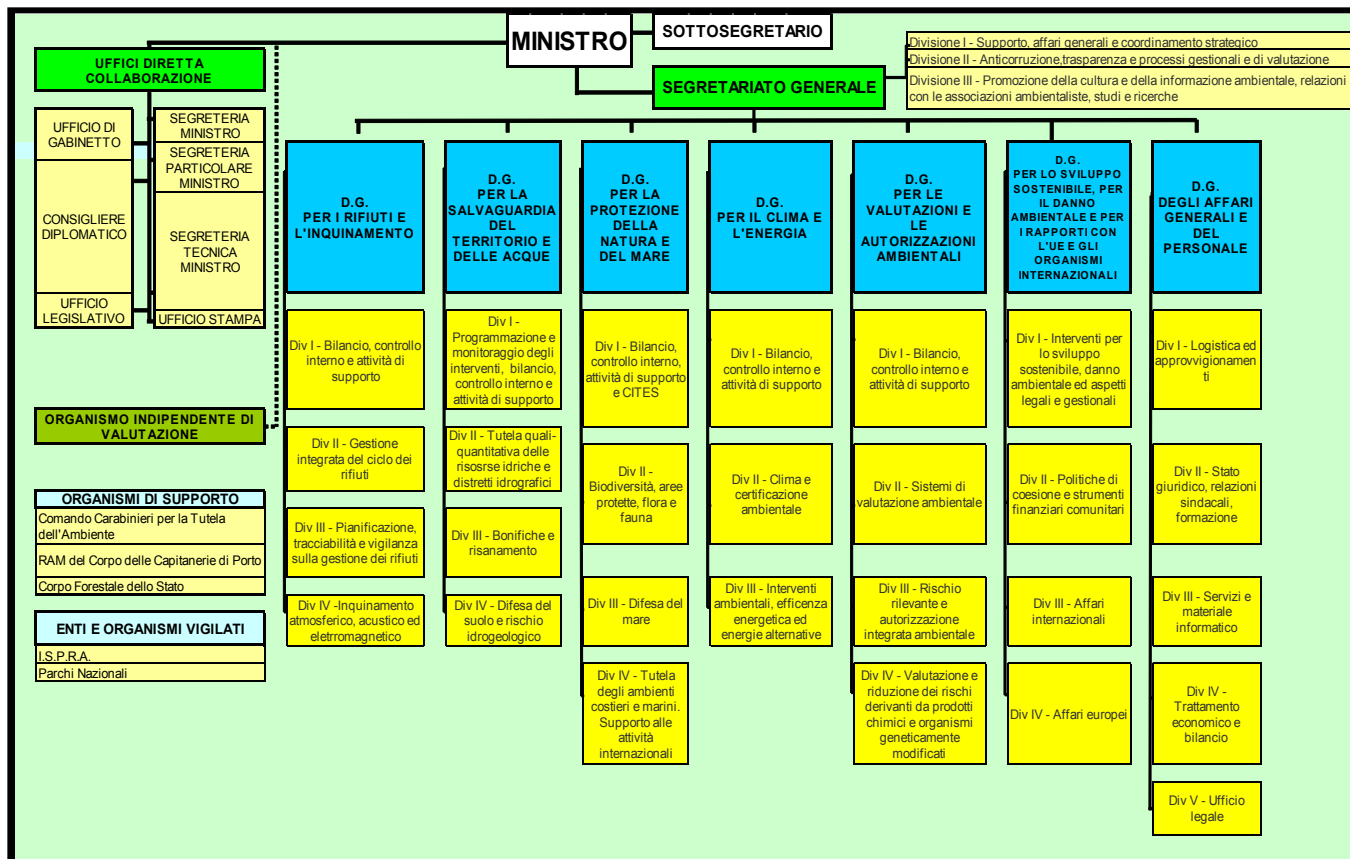 MINISTRO
SOTTOSEGRETARIO
SEGRETARIATO GENERALE
Divisione I - Supporto, affari generali e coordinamento strategico
Divisione II - Anticorruzione,trasparenza e processi gestionali e di valutazione
Divisione III - Promozione della cultura e della informazione ambientale, relazioni
con le associazioni ambientaliste, studi e ricerche
UFFICI DIRETTA
COLLABORAZIONE
UFFICIO DI
GABINETTO
CONSIGLIERE
DIPLOMATICO
UFFICIO
LEGISLATIVO
SEGRETERIA
MINISTRO
SEGRETERIA
PARTICOLARE
MINISTRO
SEGRETERIA
TECNICA
MINISTRO
UFFICIO STAMPA
ORGANISMO INDIPENDENTE DI
VALUTAZIONE
ORGANISMI DI SUPPORTO
Comando Carabinieri per la Tutela
dell'Ambiente
RAM del Corpo delle Capitanerie di Porto
Corpo Forestale dello Stato
ENTI E ORGANISMI VIGILATI
I.S.P.R.A.
Parchi Nazionali
D.G.
PER I RIFIUTI E
L'INQUINAMENTO
Div I - Bilancio, controllo
interno e attività di
supporto
Div II - Gestione
integrata del ciclo dei
rifiuti
Div III - Pianificazione,
tracciabilità e vigilanza
sulla gestione dei rifiuti
Div IV -Inquinamento
atmosferico, acustico ed
eletromagnetico
D.G.
PER LA
SALVAGUARDIA
DEL
TERRITORIO E
DELLE ACQUE
Div I -
Programmazione e
monitoraggio degli
interventi, bilancio,
controllo interno e
attività di supporto
Div II - Tutela quali-
quantitativa delle
risosrse idriche e
distretti idrografici
Div III - Bonifiche e
risanamento
Div IV - Difesa del
suolo e rischio
idrogeologico
D.G.
PER LA
PROTEZIONE
DELLA
NATURA E
DEL MARE
Div I - Bilancio,
controllo interno,
attività di supporto
e CITES
Div II -
Biodiversità, aree
protette, flora e
fauna
Div III - Difesa del
mare
Div IV - Tutela
degli ambienti
costieri e marini.
Supporto alle
attività
internazionali
D.G.
PER IL CLIMA E
L'ENERGIA
Div I - Bilancio,
controllo interno e
attività di supporto
Div II - Clima e
certificazione
ambientale
Div III - Interventi
ambientali, efficenza
energetica ed
energie alternative
D.G.
PER LE
VALUTAZIONI E
LE
AUTORIZZAZIONI
AMBIENTALI
Div I - Bilancio,
controllo interno e
attività di supporto
Div II - Sistemi di
valutazione ambientale
Div III - Rischio
rilevante e
autorizzazione
integrata ambientale
Div IV - Valutazione e
riduzione dei rischi
derivanti da prodotti
chimici e organismi
geneticamente
modificati
D.G.
PER LO SVILUPPO
SOSTENIBILE, PER
IL DANNO
AMBIENTALE E PER
I RAPPORTI CON
L'UE E GLI
ORGANISMI
INTERNAZIONALI
Div I - Interventi per
lo sviluppo
sostenibile, danno
ambientale ed aspetti
legali e gestionali
Div II - Politiche di
coesione e strumenti
finanziari comunitari
Div III - Affari
internazionali
Div IV - Affari europei
D.G.
DEGLI AFFARI
GENERALI E
DEL
PERSONALE
Div I - Logistica ed
approvvigionamen
ti
Div II - Stato
giuridico, relazioni
sindacali,
formazione
Div III - Servizi e
materiale
informatico
Div IV -
Trattamento
economico e
bilancio
Div V - Ufficio
legale